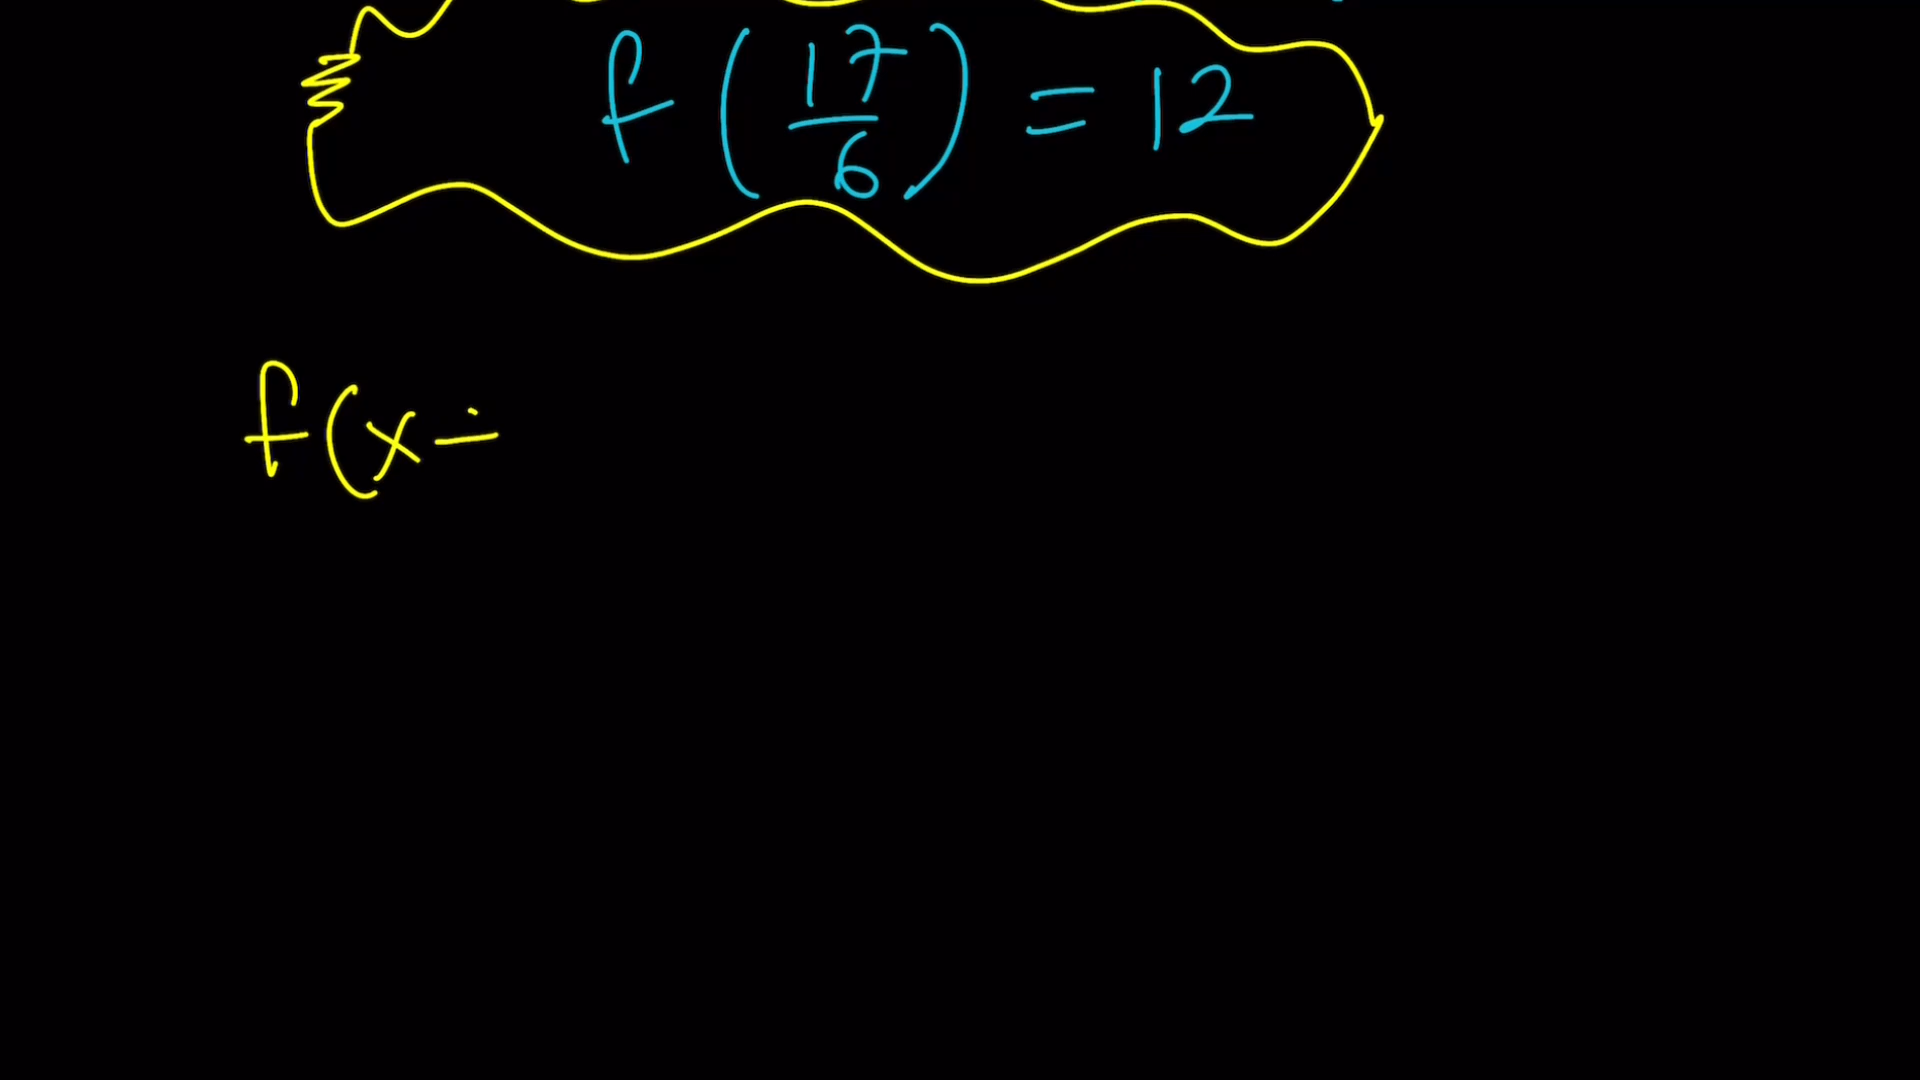 f(17/6) = 12
f(x-